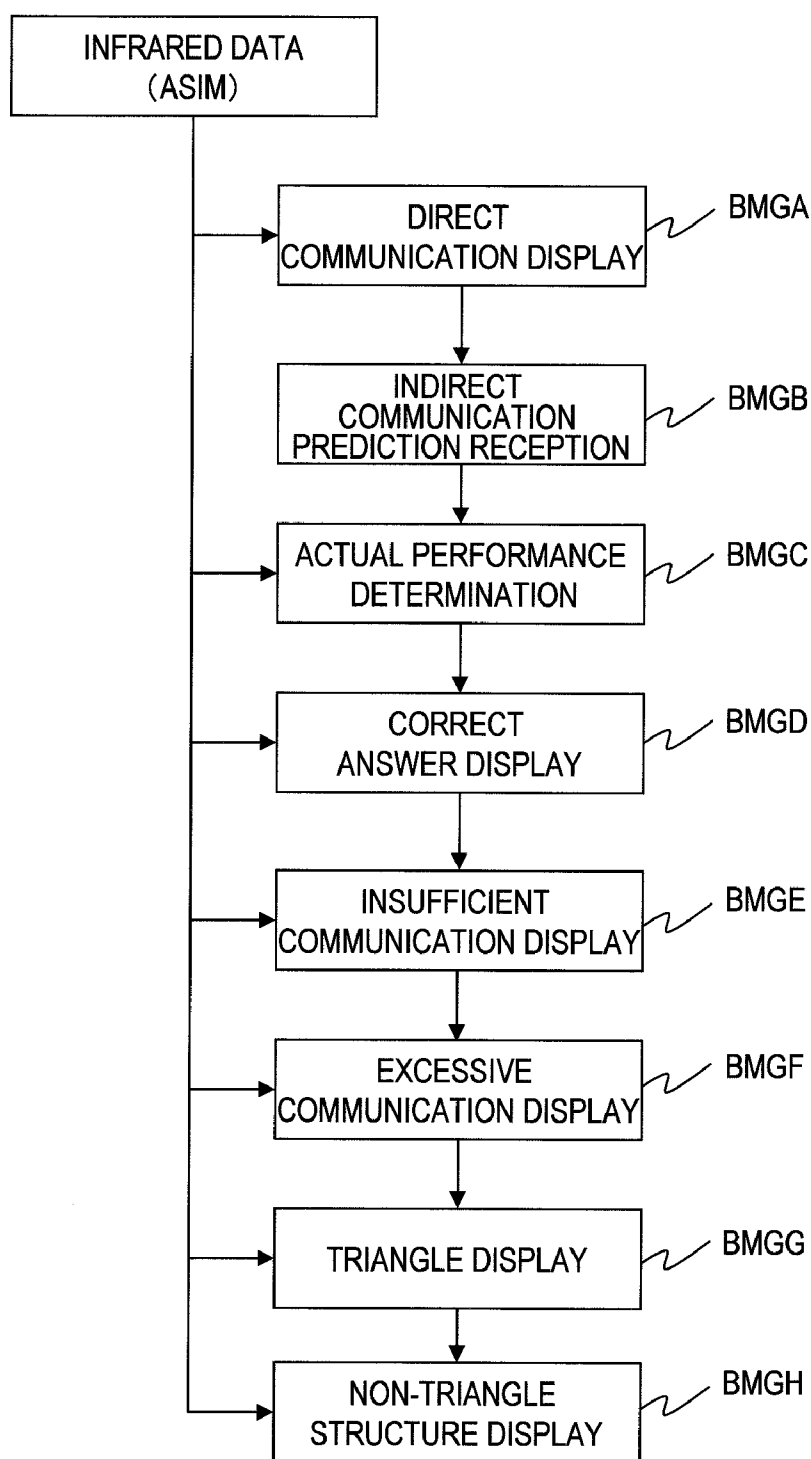 INFRARED DATA
(ASIM)
DIRECT
COMMUNICATION DISPLAY
BMGA
INDIRECT
COMMUNICATION
PREDICTION RECEPTION
BMGB
ACTUAL PERFORMANCE
DETERMINATION
BMGC
CORRECT
ANSWER DISPLAY
BMGD
INSUFFICIENT
COMMUNICATION DISPLAY
BMGE
EXCESSIVE
COMMUNICATION DISPLAY
BMGF
TRIANGLE DISPLAY
BMGG
NON-TRIANGLE
STRUCTURE DISPLAY
BMGH